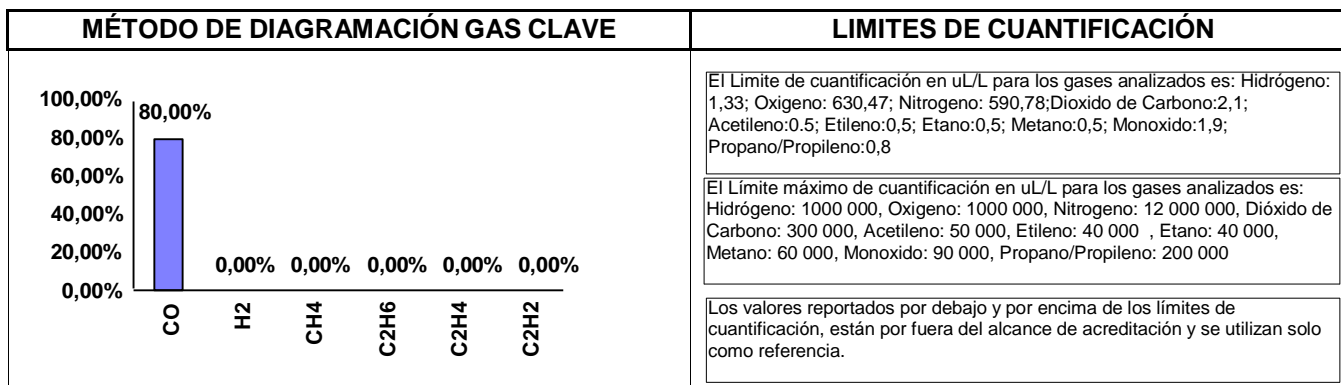 MÉTODO DE DIAGRAMACIÓN GAS CLAVE
LIMITES DE CUANTIFICACIÓN
100,00%
80,00%
60,00%
40,00%
20,00%
0,00%
80,00%
0,00% 0,00% 0,00% 0,00% 0,00%
CO
H2
CH4
C2H6
C2H4
C2H2
El Limite de cuantificación en uL/L para los gases analizados es: Hidrógeno:
1,33; Oxigeno: 630,47; Nitrogeno: 590,78;Dioxido de Carbono:2,1;
Acetileno:0.5; Etileno:0,5; Etano:0,5; Metano:0,5; Monoxido:1,9;
Propano/Propileno:0,8
El Límite máximo de cuantificación en uL/L para los gases analizados es:
Hidrógeno: 1000 000, Oxigeno: 1000 000, Nitrogeno: 12 000 000, Dióxido de
Carbono: 300 000, Acetileno: 50 000, Etileno: 40 000 , Etano: 40 000,
Metano: 60 000, Monoxido: 90 000, Propano/Propileno: 200 000
Los valores reportados por debajo y por encima de los límites de
cuantificación, están por fuera del alcance de acreditación y se utilizan solo
como referencia.